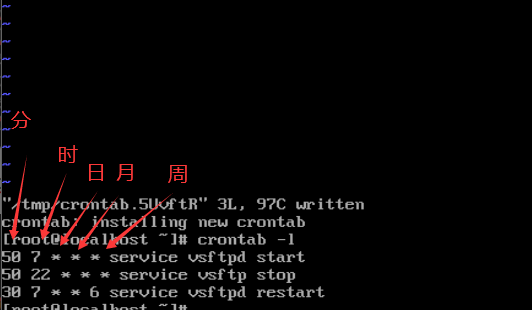 ~
~
~
~
~
~
~
~
~
分
时
日 月 周
"/tmp/crontab.5UvftR" 3L, 97C written
crontab: installing new crontab
[root@localhost ~]# crontab -l
50 7 * * * service vsftpd start
50 22 * * * service vsftp stop
30 7 * * 6 service vsftpd restart
[root@localhost ~]#